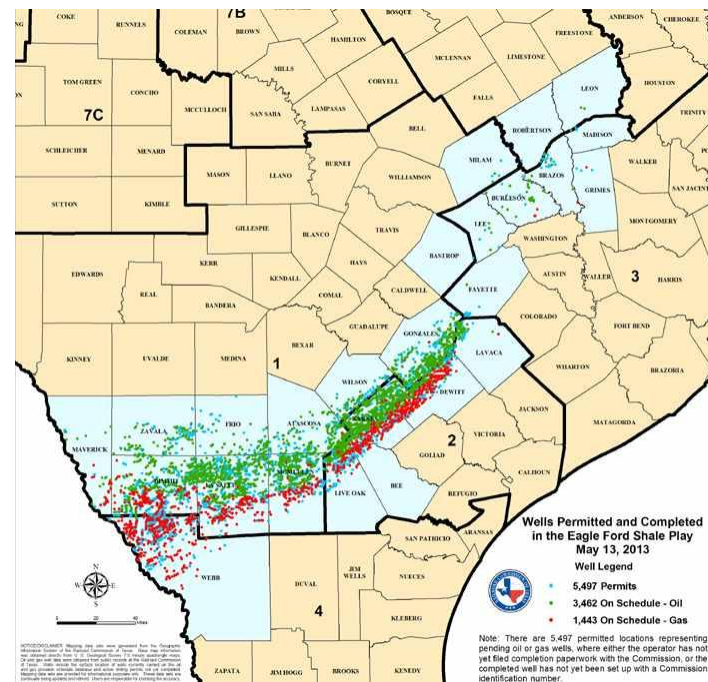 7B
COKE
RUNNELS
COLEMAN
BROWN
HAMILTON
BOSQUE
FREESTONE
ANDERSON
CHEROKEE
MCLENNAN
LIMESTONE
MILLS
CORYELL
FALLS
LEON
HOUSTON
TOM GREEN
CONCHO
MCCULLOCH
SAN SABA
LAMPASAS
7C
BELL
ROBERTSON
MADISON
TRINITY
SCHLEICHER
MENARD
MASON
LLANO
BURNET
WILLIAMSON
MILAM
BRAZOS
GRIMES
WALKER
SAN JACINT
SUTTON
KIMBLE
BURLESON
MONTGOMERY
GILLESPIE
BLANCO
TRAVIS
LEE
WASHINGTON
EDWARDS
KERR
HAYS
BASTROP
AUSTIN
WALLER
3
HARRIS
REAL
KENDALL
COMAL
CALDWELL
FAYETTE
BANDERA
COLORADO
FORT BEND
KINNEY
UVALDE
MEDINA
BEXAR
GUADALUPE
GONZALES
LAVACA
1
WHARTON
BRAZORIA
WILSON
DEWITT
JACKSON
MATAGORDA
MAVERICK
ZAVALA
FRIO
ATASCOSA
2
VICTORIA
GOLIAD
CALHOUN
LIVE OAK
BEE
REFUGIO
ARANSAS
SAN PATRICIO
WEBB
DUVAL
JIM
WELLS
NUECES
4
KLEBERG
ZAPATA
JIM HOGG
BROOKS
KENEDY
N
W
E
S
Wells Permitted and Completed
in the Eagle Ford Shale Play
May 13, 2013
Well Legend
5,497 Permits
3,462 On Schedule - Oil
1,443 On Schedule - Gas
Note: There are 5,497 permitted locations representing
pending oil or gas wells, where either the operator has not
yet filed completion paperwork with the Commission, or the
completed well has not yet been set up with a Commission
identification number.